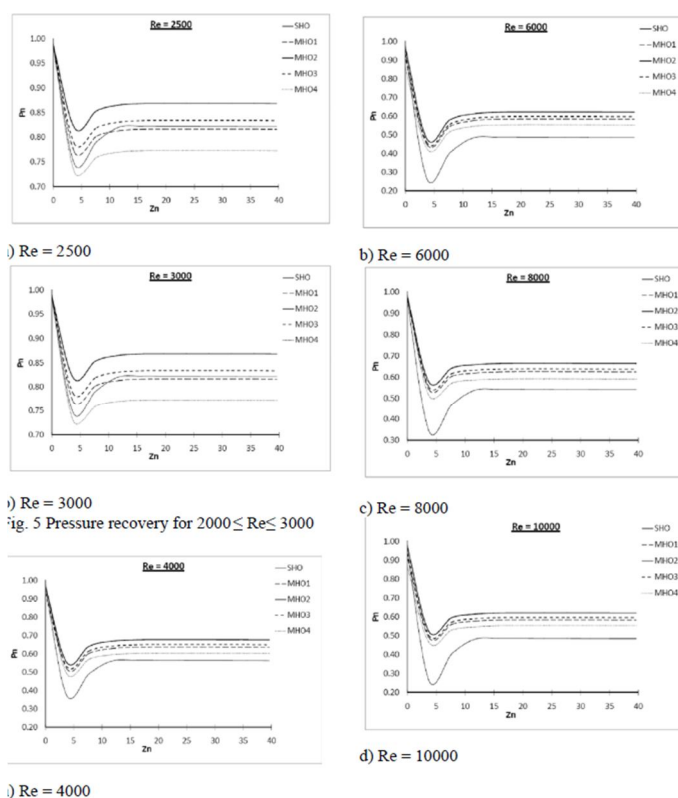 Re = 2500
SHO
MHO1
MHO2
MHO3
MHO4
1.00
0.95
0.90
0.85
0.80
0.75
0.70
Pn
0 5 10 15 20 25 30 35 40
Zn
) Re = 2500
Re = 3000
SHO
MHO1
MHO2
MHO3
MHO4
1.00
0.95
0.90
0.85
0.80
0.75
0.70
Pn
0 5 10 15 20 25 30 35 40
Zn
) Re = 3000
Fig. 5 Pressure recovery for 2000≤ Re≤ 3000
Re = 4000
SHO
MHO1
MHO2
MHO3
MHO4
1.00
0.90
0.80
0.70
0.60
0.50
0.40
0.30
0.20
Pn
0 5 10 15 20 25 30 35 40
Zn
) Re = 4000
Re = 6000
SHO
MHO1
MHO2
MHO3
MHO4
1.00
0.90
0.80
0.70
0.60
0.50
0.40
0.30
0.20
Pn
0 5 10 15 20 25 30 35 40
Zn
b) Re = 6000
Re = 8000
SHO
MHO1
MHO2
MHO3
MHO4
1.00
0.90
0.80
0.70
0.60
0.50
0.40
0.30
Pn
0 5 10 15 20 25 30 35 40
Zn
c) Re = 8000
Re = 10000
SHO
MHO1
MHO2
MHO3
MHO4
1.00
0.90
0.80
0.70
0.60
0.50
0.40
0.30
0.20
Pn
0 5 10 15 20 25 30 35 40
Zn
d) Re = 10000